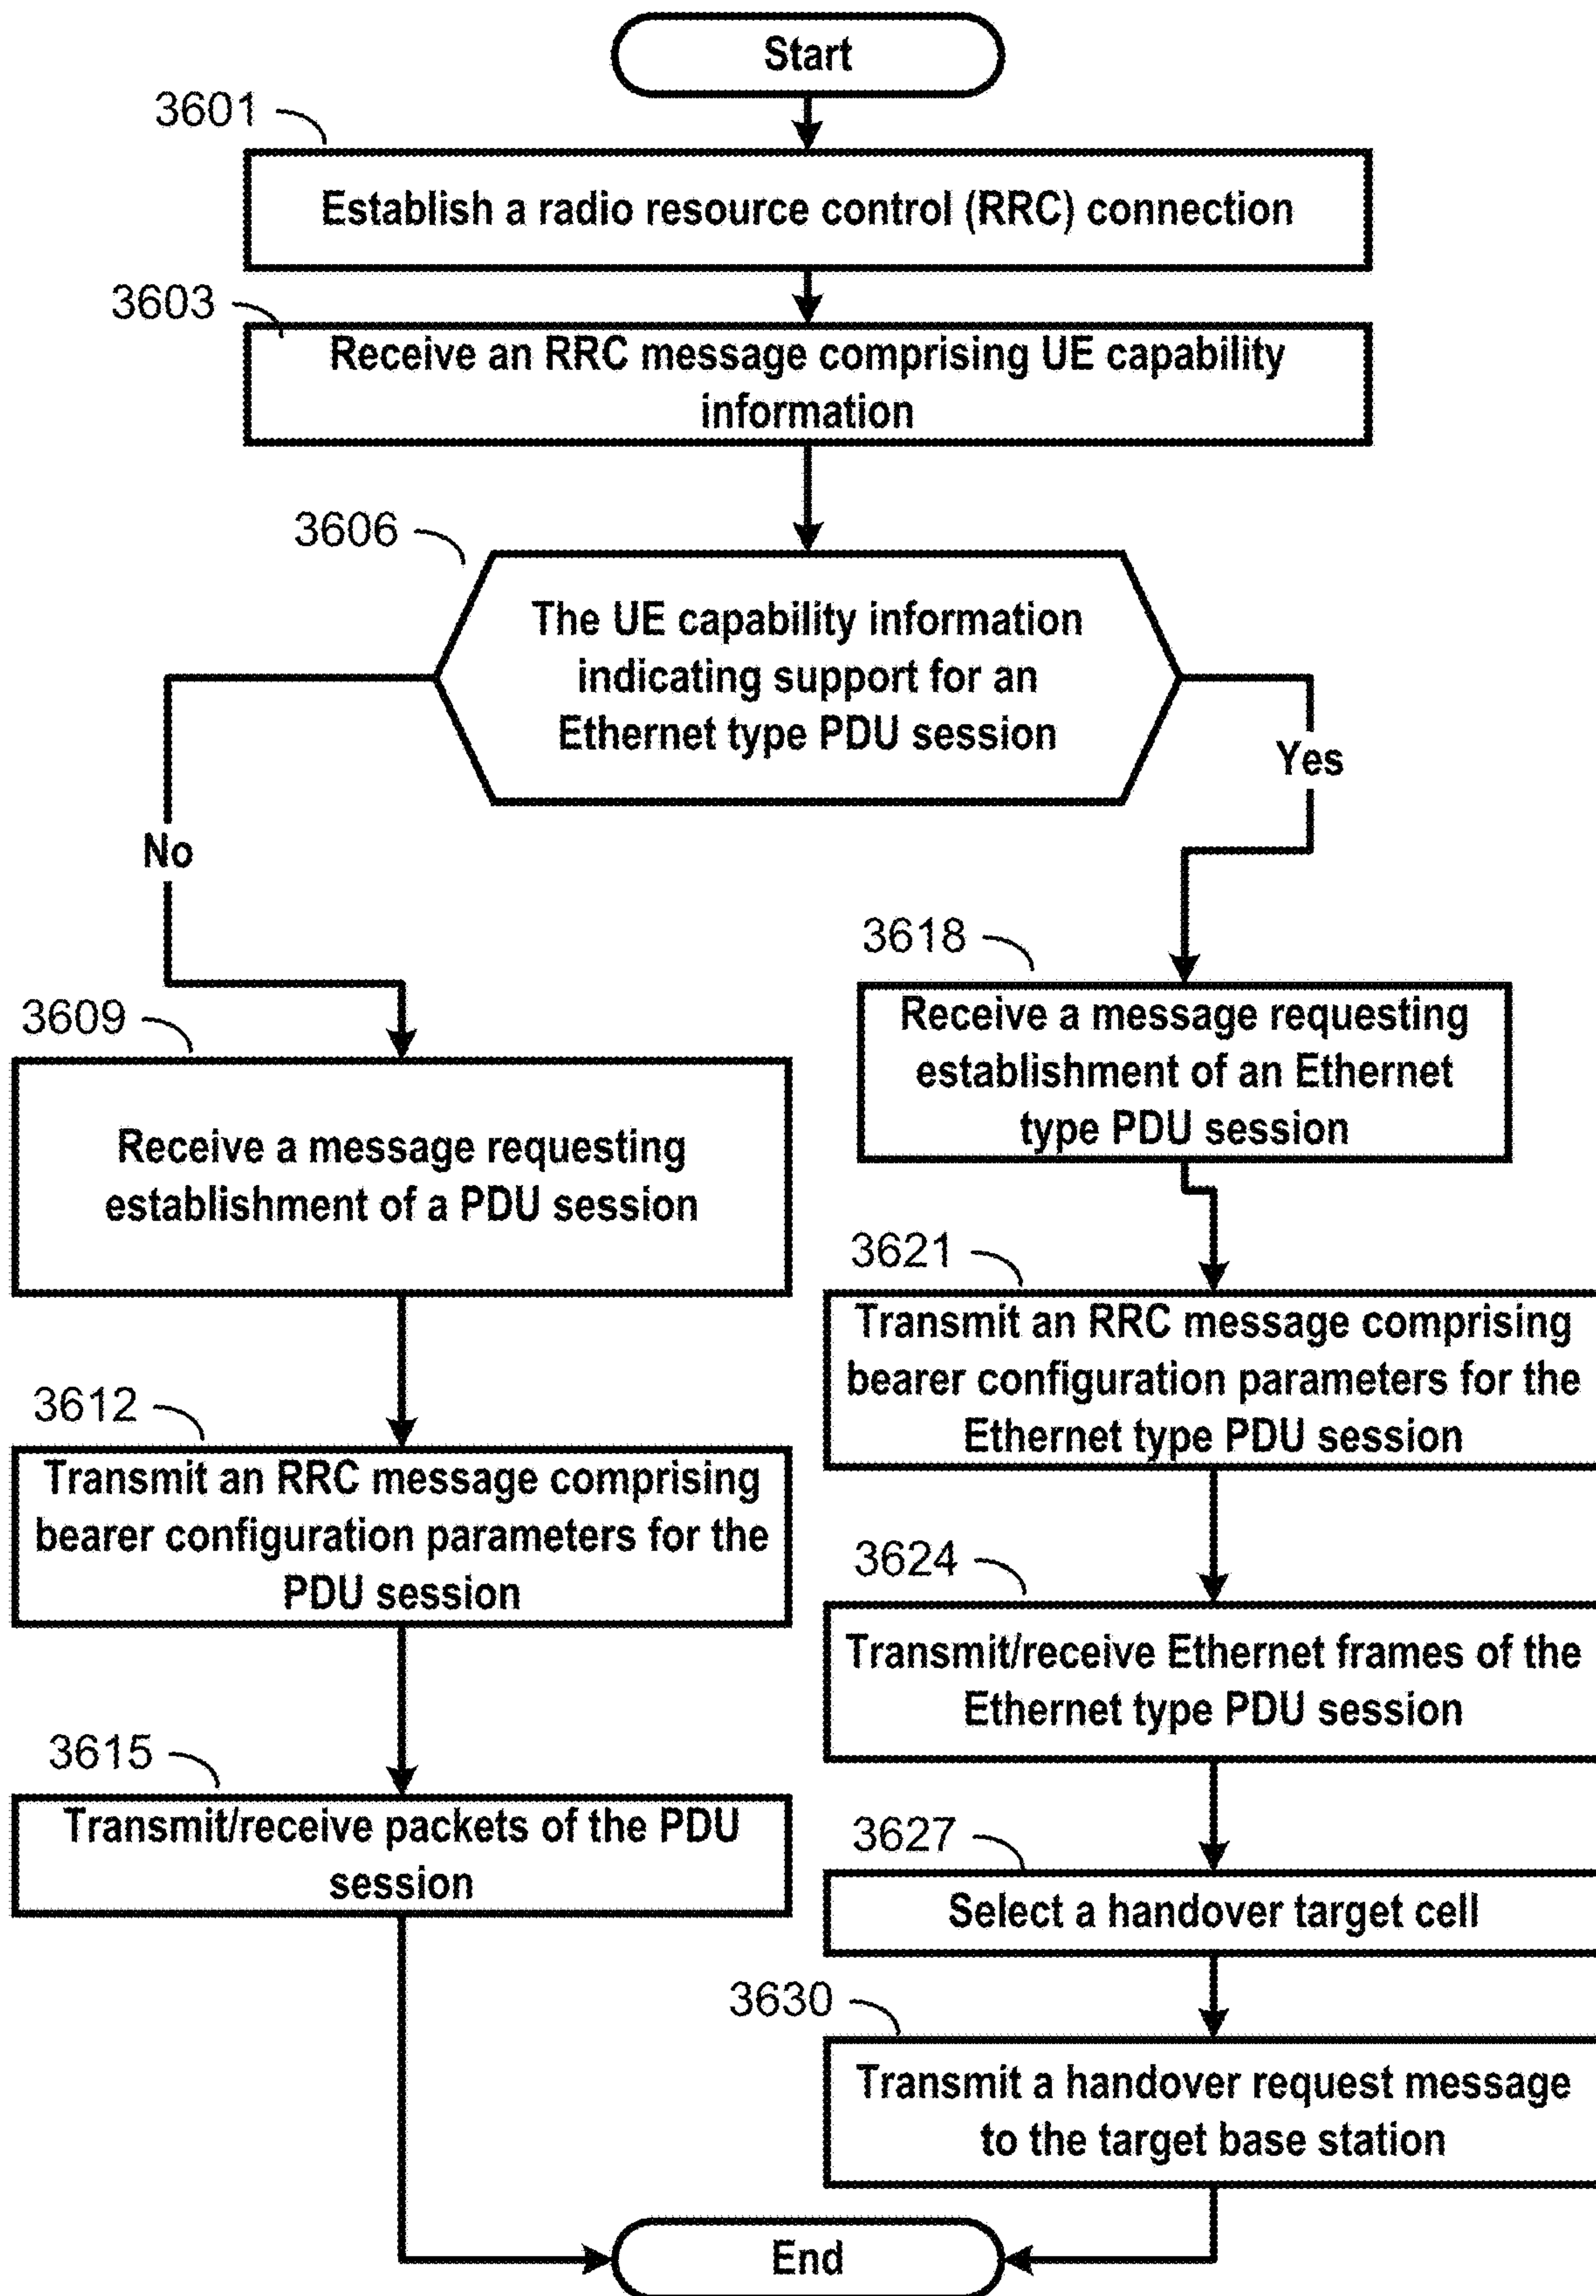 Start
3601
Establish a radio resource control (RRC) connection
3603
Receive an RRC message comprising UE capability
information
3606
The UE capability information
indicating support for an
Ethernet type PDU session
Yes
No
3618
Receive a message requesting
establishment of an Ethernet
type PDU session
3609
Receive a message requesting
establishment of a PDU session
3621
Transmit an RRC message comprising
bearer configuration parameters for the
Ethernet type PDU session
3612
Transmit an RRC message comprising
bearer configuration parameters for the
PDU session
3624
Transmit/receive Ethernet frames of the
Ethernet type PDU session
3615
Transmit/receive packets of the PDU
session
3627
Select a handover target cell
3630
Transmit a handover request message
to the target base station
End